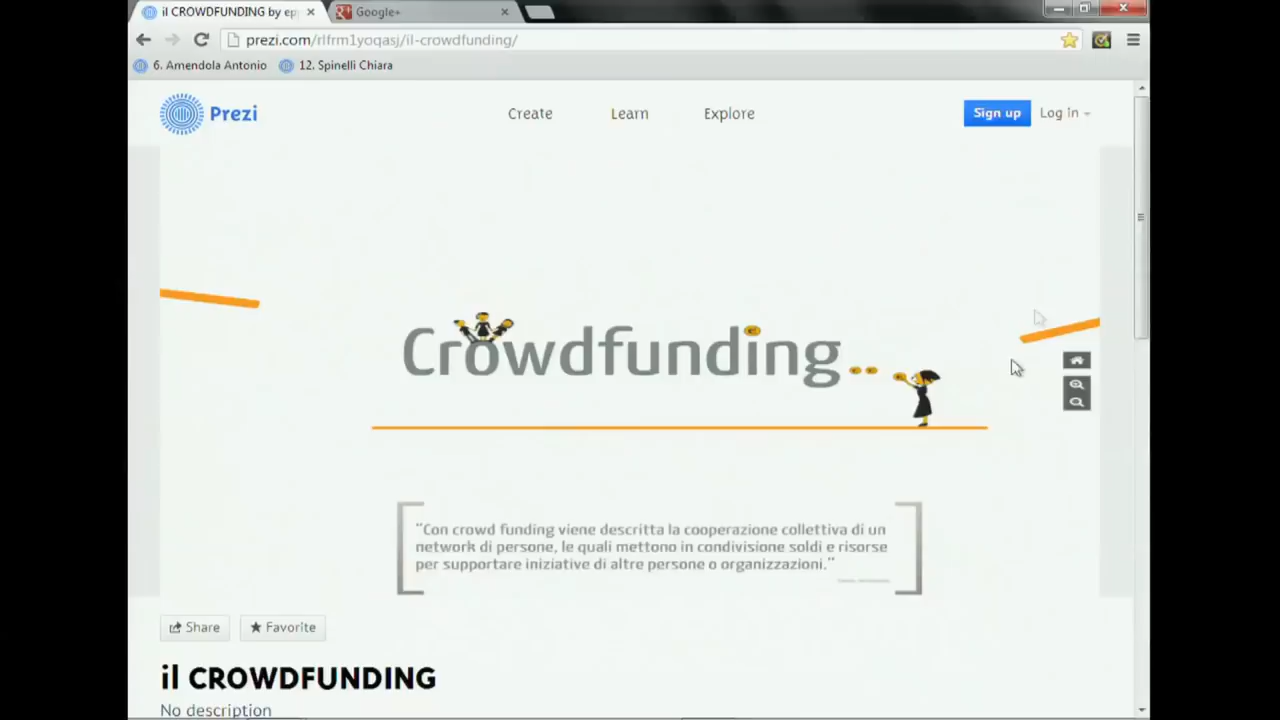 il CROWDFUNDING by ep
Google+
prezi.com/rlfrm1yoqasj/il-crowdfunding/
6. Amendola Antonio
12. Spinelli Chiara
Prezi
Create
Learn
Explore
Sign up
Log in
Crowdfunding
“Con crowd funding viene descritta la cooperazione collettiva di un
network di persone, le quali mettono in condivisione soldi e risorse
per supportare iniziative di altre persone o organizzazioni.”
Share
Favorite
il CROWDFUNDING
No description